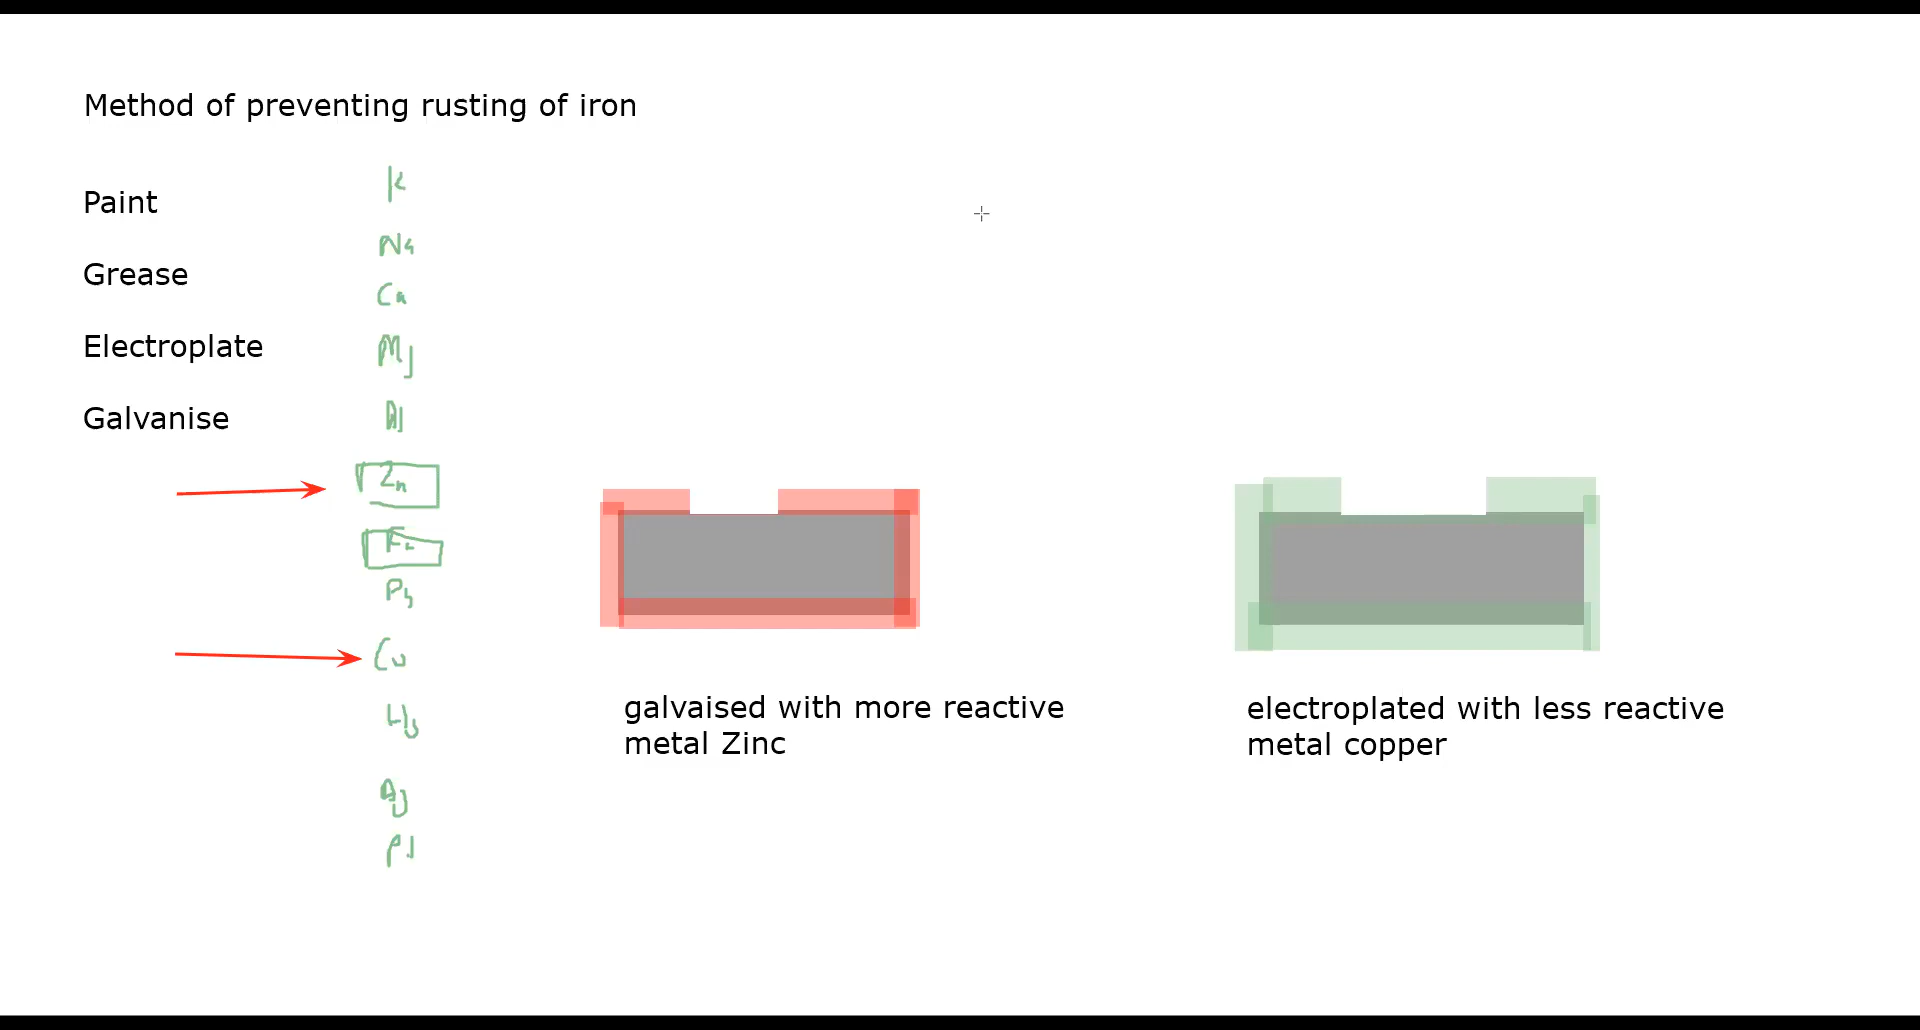 Method of preventing rusting of iron
Paint
Grease
Electroplate
Galvanise
K
Na
Ca
Mg
Al
Zn
Fe
Pb
Cu
Hg
Ag
Pt
galvaised with more reactive
metal Zinc
electroplated with less reactive
metal copper